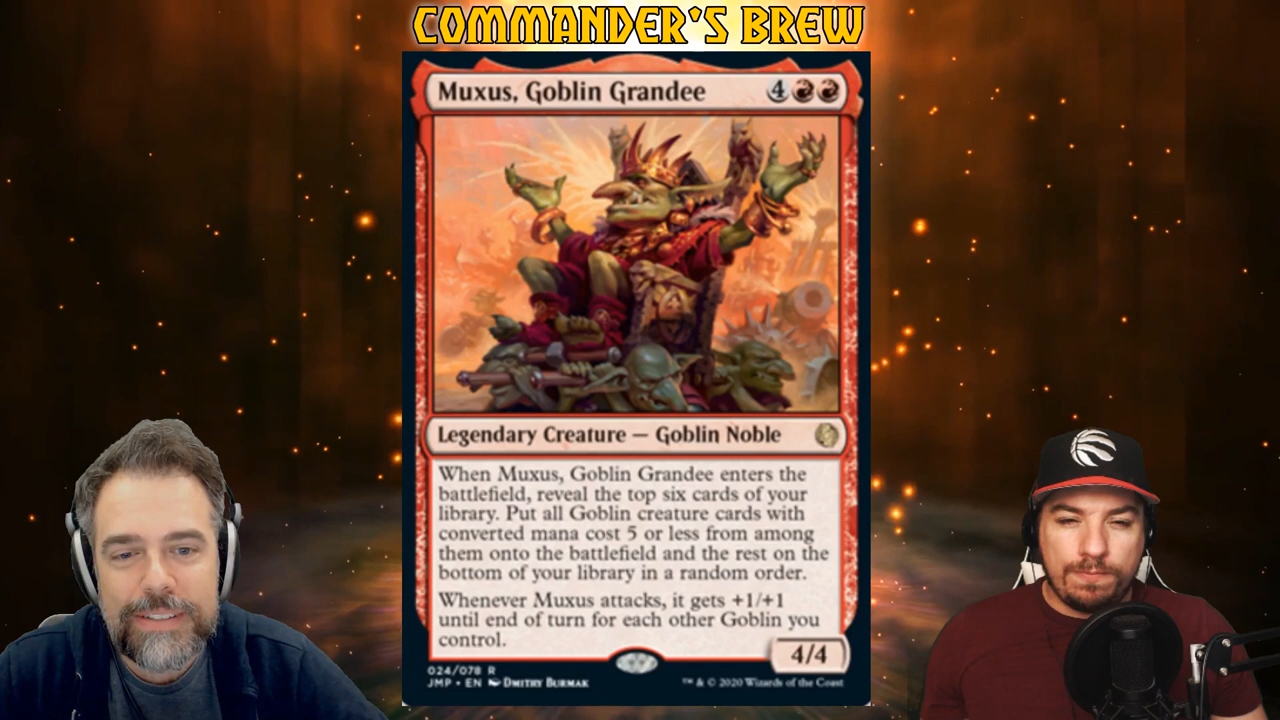 COMMANDER'S BREW
Muxus, Goblin Grandee 4
Legendary Creature — Goblin Noble
When Muxus, Goblin Grandee enters the
battlefield, reveal the top six cards of your
library. Put all Goblin creature cards with
converted mana cost 5 or less from among
them onto the battlefield and the rest on the
bottom of your library in a random order.
Whenever Muxus attacks, it gets +1/+1
until end of turn for each other Goblin you
control.
4/4
024/078 R
JMP • EN Dmitry Burmak
™ & © 2020 Wizards of the Coast